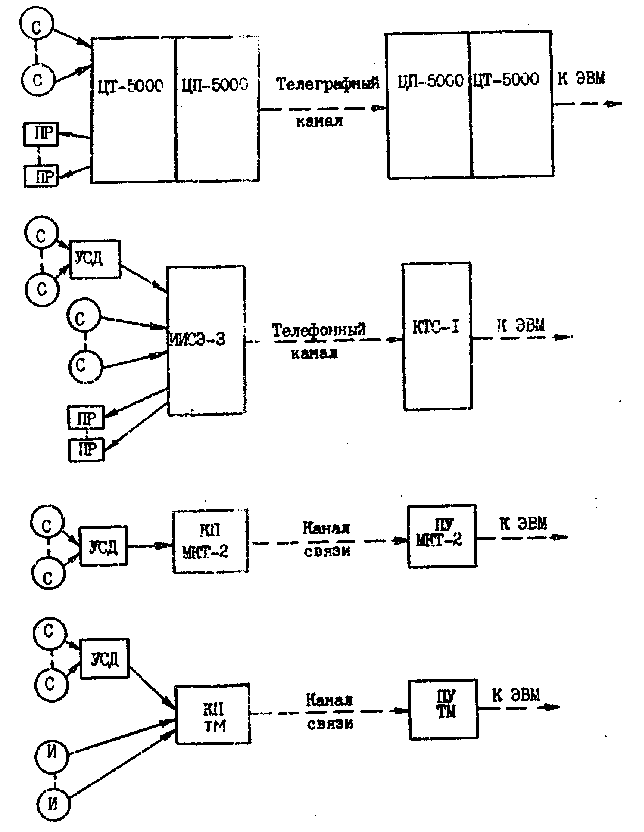 С
С
ЦТ-5000 ЦП-5000 Телеграфный канал ЦП-5000 ЦТ-5000 К ЭВМ
ПР
ПР
С
УСД
С
С
ИИСЭ-3 Телефонный канал КТС-1 К ЭВМ
С
ПР
ПР
С
УСД КП МКТ-2 Канал связи ПУ МКТ-2 К ЭВМ
С
С
УСД
С
КП ТМ Канал связи ПУ ТМ К ЭВМ
И
И